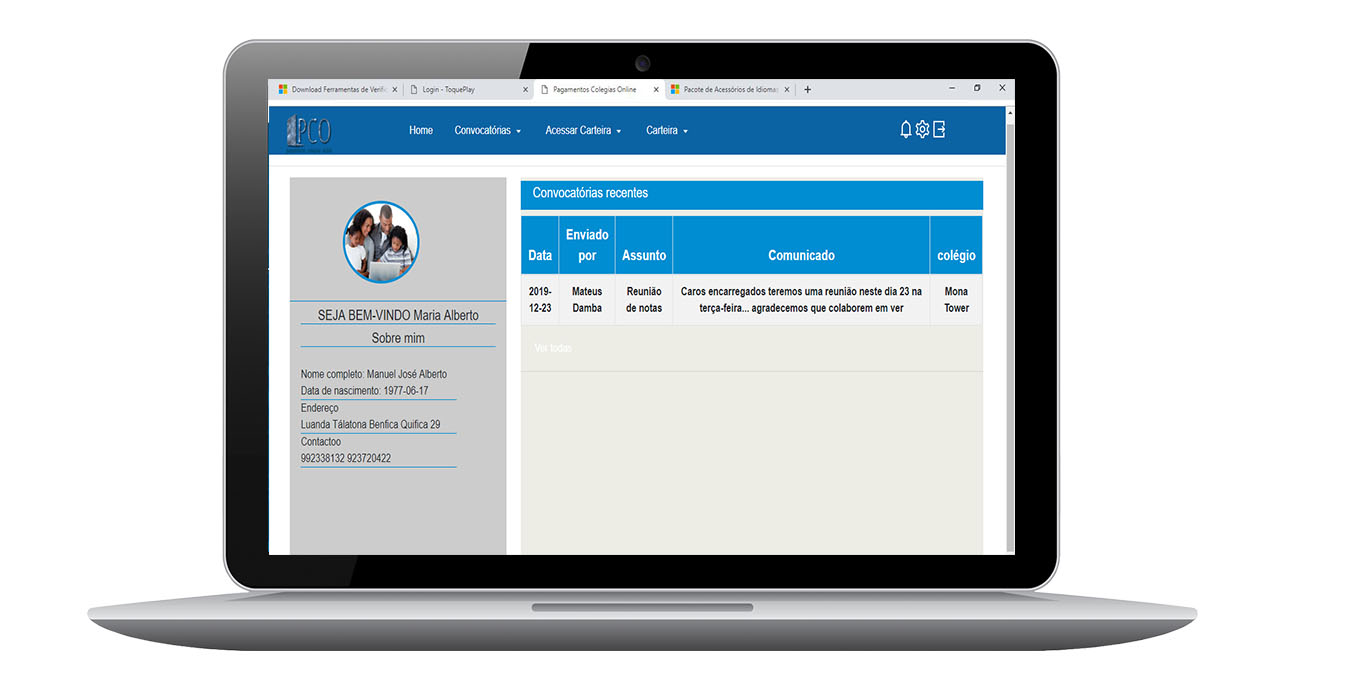 Download Ferramentas de Verific
Login - ToquePlay
Pagamentos Colegias Online
Pacote de Acessórios de Idiomas
PCO
Home
Convocatórias
Acessar Carteira
Carteira
SEJA BEM-VINDO Maria Alberto
Sobre mim
Nome completo: Manuel José Alberto
Data de nascimento: 1977-06-17
Endereço
Luanda Tálatona Benfica Quifica 29
Contactoo
992338132 923720422
Convocatórias recentes
Data
Enviado
por
Assunto
Comunicado
colégio
2019-
12-23
Mateus
Damba
Reunião
de notas
Caros encarregados teremos uma reunião neste dia 23 na
terça-feira... agradecemos que colaborem em ver
Mona
Tower
Ver todas